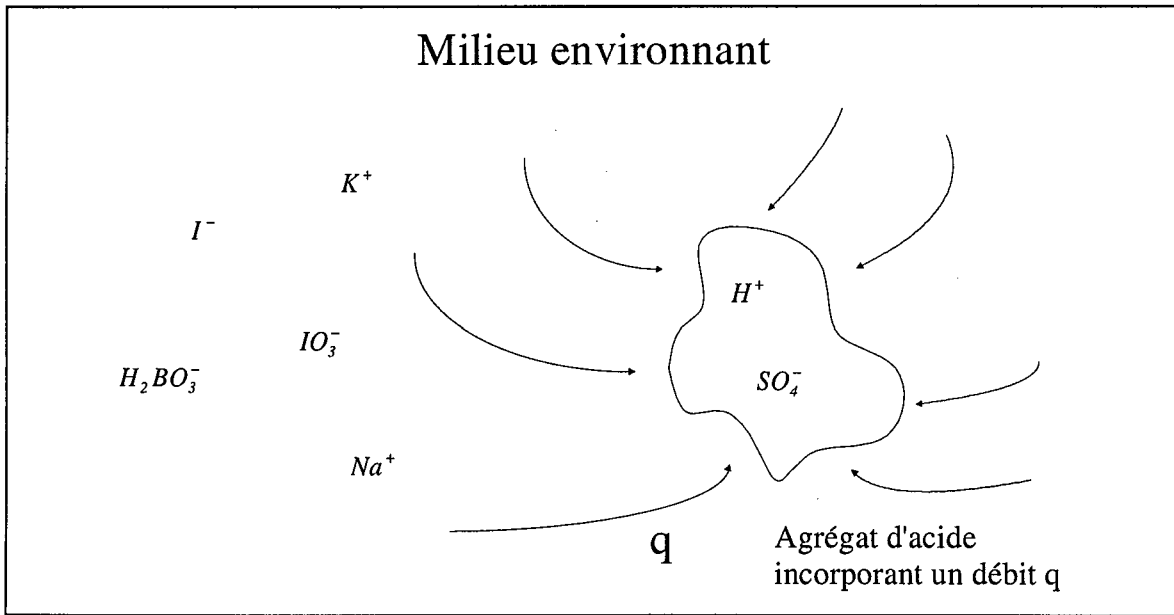 Milieu environnant
K⁺
I⁻
H⁺
IO₃⁻
H₂BO₃⁻
SO₄⁻
Na⁺
q
Agrégat d'acide
incorporant un débit q